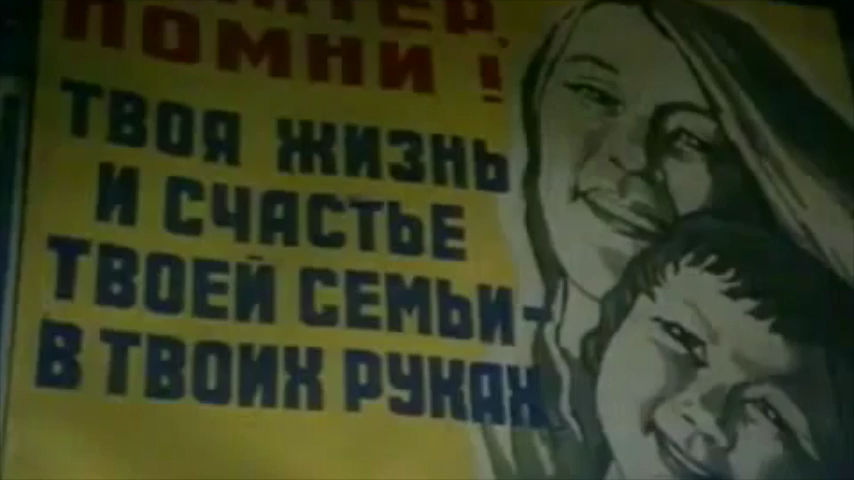 ПОМНИ!
ТВОЯ ЖИЗНЬ
И СЧАСТЬЕ
ТВОЕЙ СЕМЬИ-
В ТВОИХ РУКАХ